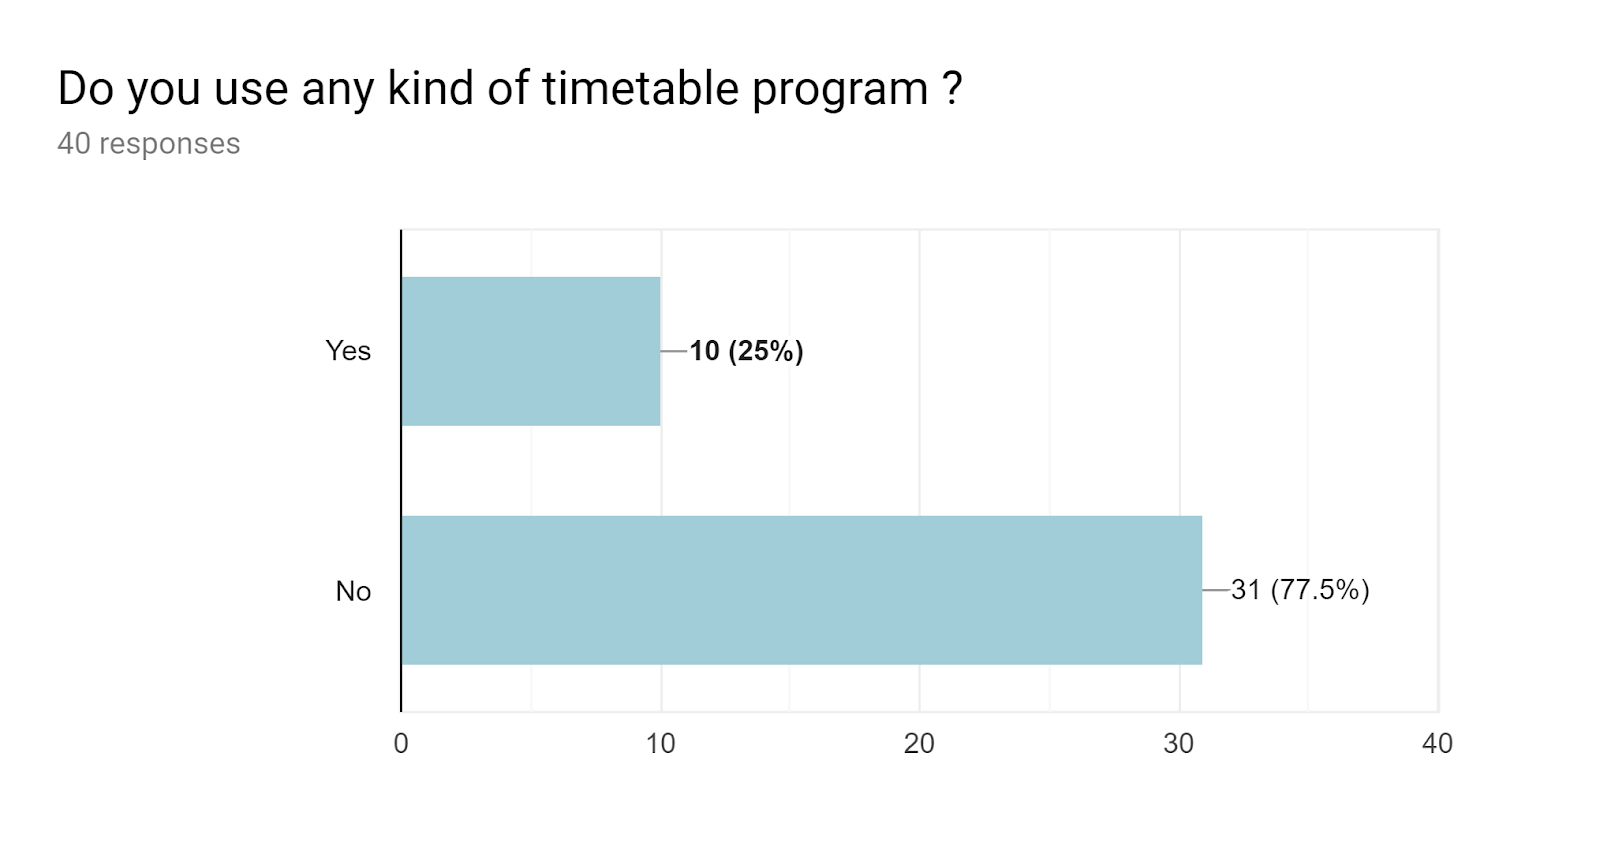 Do you use any kind of timetable program ?
40 responses
Yes
10 (25%)
No
31 (77.5%)
0 10 20 30 40